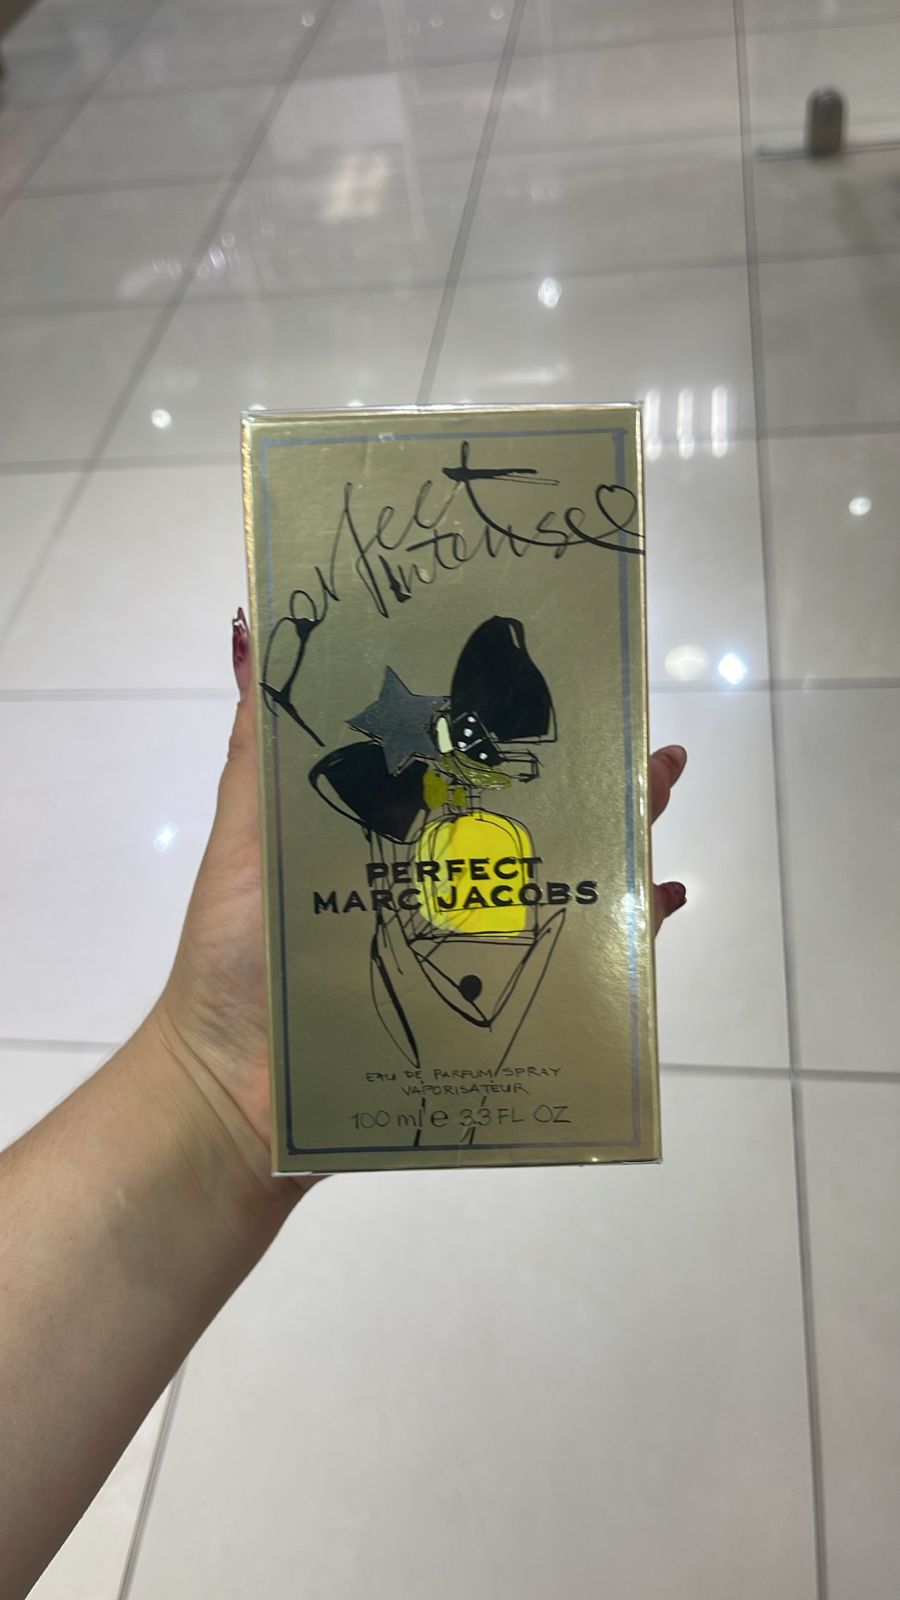 perfect
intense
PERFECT
MARC JACOBS
EAU DE PARFUM SPRAY
VAPORISATEUR
100 ml e 3.3 FL OZ